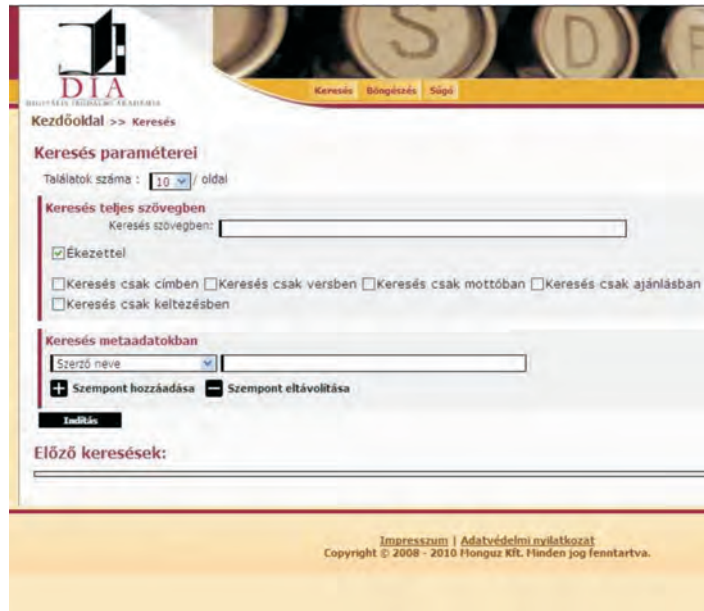 S D
DIA
DIGITÁLIS IRODALMI AKADÉMIA
Keresés Böngészés Súgó
Kezdőoldal >> Keresés
Keresés paraméterei
Találatok száma : 10 / oldal
Keresés teljes szövegben
Keresés szövegben:
Ékezettel
Keresés csak címben Keresés csak versben Keresés csak mottóban Keresés csak ajánlásban
Keresés csak keltezésben
Keresés metaadatokban
Szerző neve
Szempont hozzáadása Szempont eltávolítása
Indítás
Előző keresések:
Impresszum | Adatvédelmi nyilatkozat
Copyright © 2008 - 2010 Monguz Kft. Minden jog fenntartva.